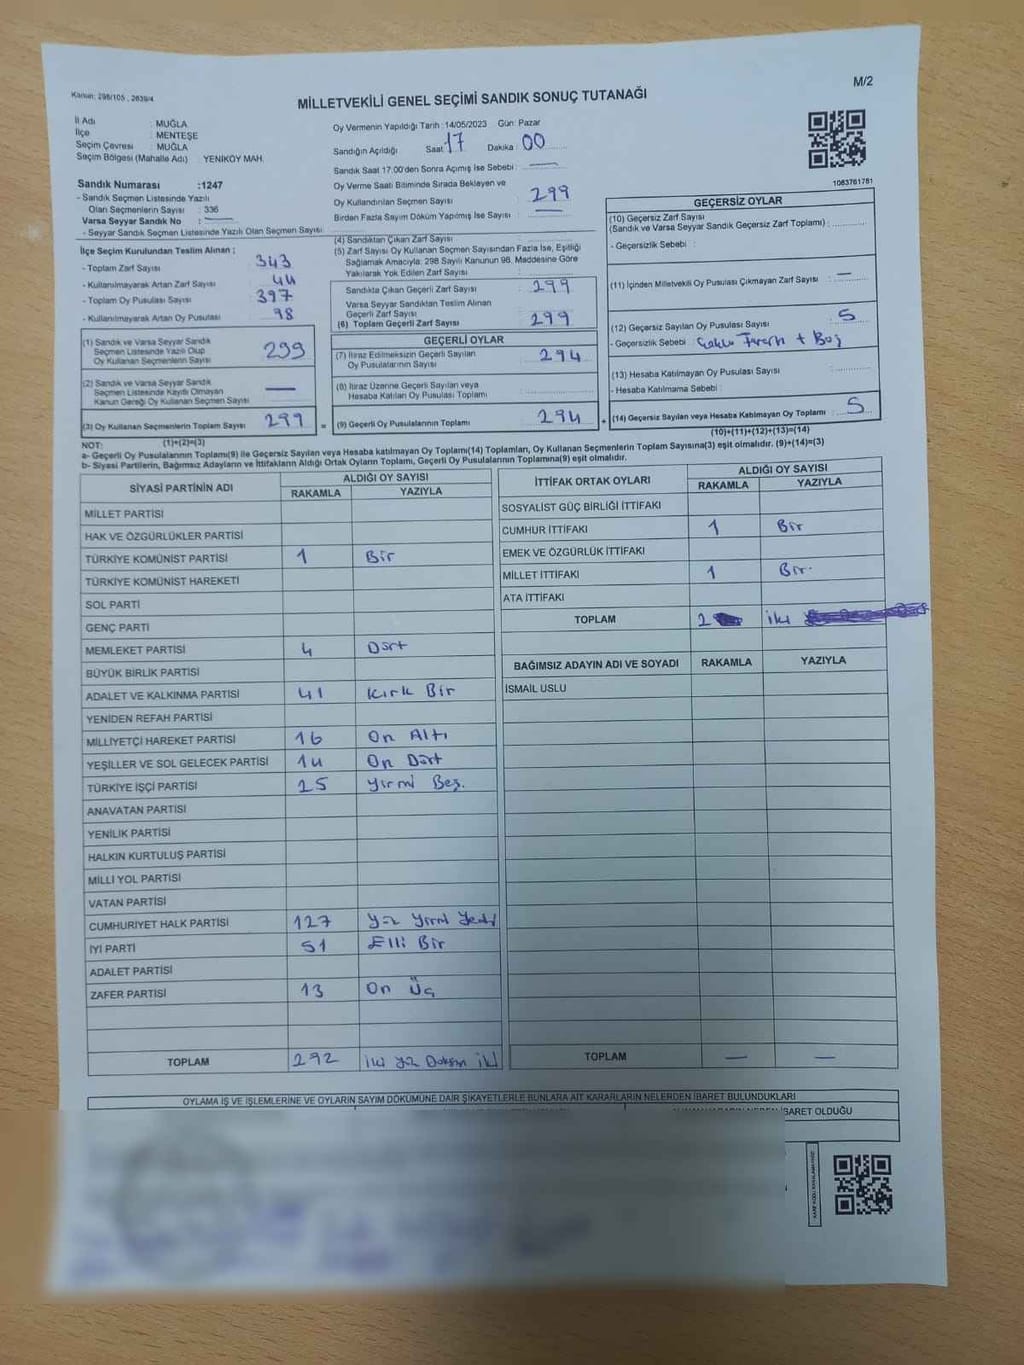 Kanun: 298/105 , 2839/4
M/2
MİLLETVEKİLİ GENEL SEÇİMİ SANDIK SONUÇ TUTANAĞI
İl Adı : MUĞLA
İlçe : MENTEŞE
Seçim Çevresi : MUĞLA
Seçim Bölgesi (Mahalle Adı) : YENİKÖY MAH.
Sandık Numarası :1247
- Sandık Seçmen Listesinde Yazılı
Olan Seçmenlerin Sayısı : 336
Varsa Seyyar Sandık No : —
- Seyyar Sandık Seçmen Listesinde Yazılı Olan Seçmen Sayısı :
Oy Vermenin Yapıldığı Tarih : 14/05/2023 Gün: Pazar
Sandığın Açıldığı Saat 17 Dakika 00
Sandık Saat 17:00'den Sonra Açılmış İse Sebebi : —
Oy Verme Saati Bitiminde Sırada Bekleyen ve
Oy Kullandırılan Seçmen Sayısı : 299
Birden Fazla Sayım Döküm Yapılmış İse Sayısı : —
1083761781
İlçe Seçim Kurulundan Teslim Alınan ;
- Toplam Zarf Sayısı 343
- Kullanılmayarak Artan Zarf Sayısı 44
- Toplam Oy Pusulası Sayısı 397
- Kullanılmayarak Artan Oy Pusulası 98
(1) Sandık ve Varsa Seyyar Sandık
Seçmen Listesinde Yazılı Olup
Oy Kullanan Seçmenlerin Sayısı 299
(2) Sandık ve Varsa Seyyar Sandık
Seçmen Listesinde Kayıtlı Olmayan
Kanun Gereği Oy Kullanan Seçmen Sayısı —
(3) Oy Kullanan Seçmenlerin Toplam Sayısı 299
(1)+(2)=(3)
(4) Sandıktan Çıkan Zarf Sayısı
(5) Zarf Sayısı Oy Kullanan Seçmen Sayısından Fazla İse, Eşitliği
Sağlamak Amacıyla; 298 Sayılı Kanunun 98. Maddesine Göre
Yakılarak Yok Edilen Zarf Sayısı :
Sandıkta Çıkan Geçerli Zarf Sayısı : 299
Varsa Seyyar Sandıktan Teslim Alınan
Geçerli Zarf Sayısı
(6) Toplam Geçerli Zarf Sayısı : 299
GEÇERLİ OYLAR
(7) İtiraz Edilmeksizin Geçerli Sayılan
Oy Pusulasının Sayısı 294
(8) İtiraz Üzerine Geçerli Sayılan veya
Hesaba Katılan Oy Pusulası Toplamı
= (9) Geçerli Oy Pusulalarının Toplamı 294 +
GEÇERSİZ OYLAR
(10) Geçersiz Zarf Sayısı
(Sandık ve Varsa Seyyar Sandık Geçersiz Zarf Toplamı) :
- Geçersizlik Sebebi :
(11) İçinden Milletvekili Oy Pusulası Çıkmayan Zarf Sayısı : —
(12) Geçersiz Sayılan Oy Pusulası Sayısı : 5
- Geçersizlik Sebebi : + Boş
(13) Hesaba Katılmayan Oy Pusulası Sayısı :
- Hesaba Katılmama Sebebi :
(14) Geçersiz Sayılan veya Hesaba Katılmayan Oy Toplamı : 5
(10)+(11)+(12)+(13)=(14)
NOT:
a- Geçerli Oy Pusulalarının Toplamı(9) ile Geçersiz Sayılan veya Hesaba katılmayan Oy Toplamı(14) Toplamları, Oy Kullanan Seçmenlerin Toplam Sayısına(3) eşit olmalıdır. (9)+(14)=(3)
b- Siyasi Partilerin, Bağımsız Adayların ve İttifakların Aldığı Ortak Oyların Toplamı, Geçerli Oy Pusulalarının Toplamına(9) eşit olmalıdır.
SİYASİ PARTİNİN ADI ALDIĞI OY SAYISI
RAKAMLA YAZIYLA
MİLLET PARTİSİ
HAK VE ÖZGÜRLÜKLER PARTİSİ
TÜRKİYE KOMÜNİST PARTİSİ 1 Bir
TÜRKİYE KOMÜNİST HAREKETİ
SOL PARTİ
GENÇ PARTİ
MEMLEKET PARTİSİ 4 Dört
BÜYÜK BİRLİK PARTİSİ
ADALET VE KALKINMA PARTİSİ 41 Kırk Bir
YENİDEN REFAH PARTİSİ
MİLLİYETÇİ HAREKET PARTİSİ 16 On Altı
YEŞİLLER VE SOL GELECEK PARTİSİ 14 On Dört
TÜRKİYE İŞÇİ PARTİSİ 25 Yirmi Beş.
ANAVATAN PARTİSİ
YENİLİK PARTİSİ
HALKIN KURTULUŞ PARTİSİ
MİLLİ YOL PARTİSİ
VATAN PARTİSİ
CUMHURİYET HALK PARTİSİ 127 Yüz Yirmi Yedi
İYİ PARTİ 51 Elli Bir
ADALET PARTİSİ
ZAFER PARTİSİ 13 On Üç
TOPLAM 292 İki Yüz Doksan İki
İTTİFAK ORTAK OYLARI ALDIĞI OY SAYISI
RAKAMLA YAZIYLA
SOSYALİST GÜÇ BİRLİĞİ İTTİFAKI
CUMHUR İTTİFAKI 1 Bir
EMEK VE ÖZGÜRLÜK İTTİFAKI
MİLLET İTTİFAKI 1 Bir.
ATA İTTİFAKI
TOPLAM 2 iki
BAĞIMSIZ ADAYIN ADI VE SOYADI RAKAMLA YAZIYLA
İSMAİL USLU
TOPLAM — —
OYLAMA İŞ VE İŞLEMLERİNE VE OYLARIN SAYIM DÖKÜMÜNE DAİR ŞİKAYETLERLE BUNLARA AİT KARARLARIN NELERDEN İBARET BULUNDUKLARI
İBARET OLDUĞU